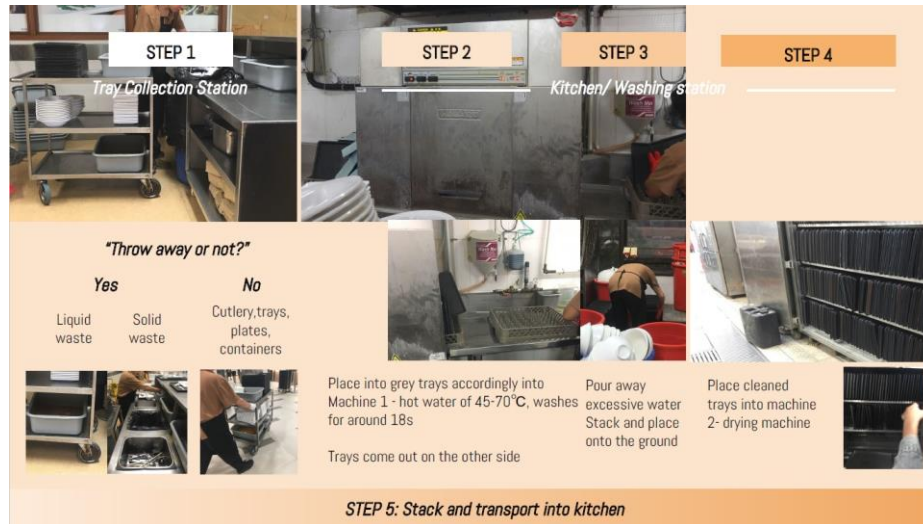 STEP 1
STEP 2
STEP 3
STEP 4
Tray Collection Station
Kitchen/ Washing station
"Throw away or not?"
Yes
No
Liquid
waste
Solid
waste
Cutlery,trays,
plates,
containers
Place into grey trays accordingly into
Machine 1 - hot water of 45-70℃, washes
for around 18s
Trays come out on the other side
Pour away
excessive water
Stack and place
onto the ground
Place cleaned
trays into machine
2- drying machine
STEP 5: Stack and transport into kitchen